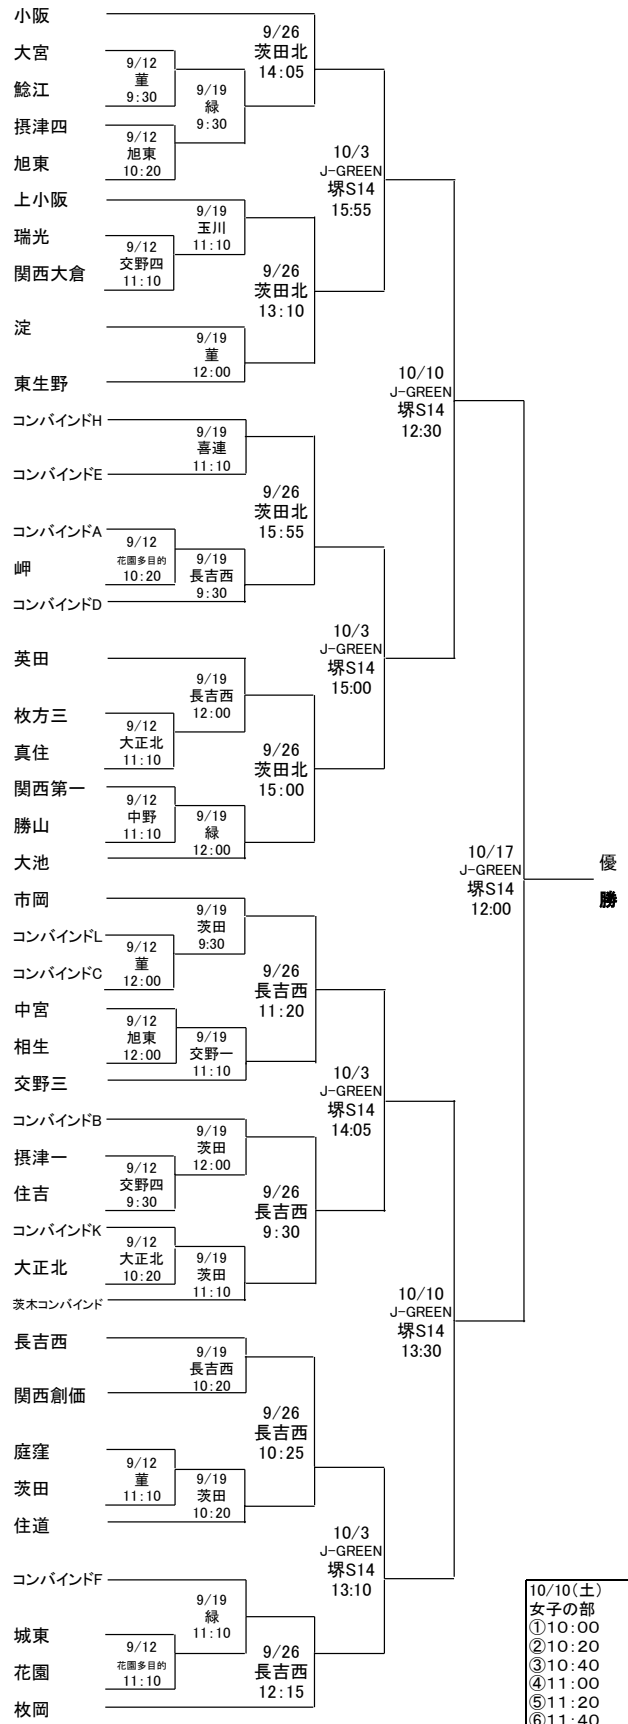 小阪
大宮
鯰江
摂津四
旭東
上小阪
瑞光
関西大倉
淀
東生野
コンバインドH
コンバインドE
コンバインドA
岬
コンバインドD
英田
枚方三
真住
関西第一
勝山
大池
市岡
コンバインドL
コンバインドC
中宮
相生
交野三
コンバインドB
摂津一
住吉
コンバインドK
大正北
茨木コンバインド
長吉西
関西創価
庭窪
茨田
住道
コンバインドF
城東
花園
枚岡
9/12
菫
9:30
9/12
旭東
10:20
9/12
交野四
11:10
9/12
花園多目的
10:20
9/12
大正北
11:10
9/12
中野
11:10
9/12
菫
12:00
9/12
旭東
12:00
9/12
交野四
9:30
9/12
大正北
10:20
9/12
菫
11:10
9/12
花園多目的
11:10
9/19
緑
9:30
9/19
玉川
11:10
9/19
菫
12:00
9/19
喜連
11:10
9/19
長吉西
9:30
9/19
長吉西
12:00
9/19
緑
12:00
9/19
茨田
9:30
9/19
交野一
11:10
9/19
茨田
12:00
9/19
茨田
11:10
9/19
長吉西
10:20
9/19
茨田
10:20
9/19
緑
11:10
9/26
茨田北
14:05
9/26
茨田北
13:10
9/26
茨田北
15:55
9/26
茨田北
15:00
9/26
長吉西
11:20
9/26
長吉西
9:30
9/26
長吉西
10:25
9/26
長吉西
12:15
10/3
J-GREEN
堺S14
15:55
10/3
J-GREEN
堺S14
15:00
10/3
J-GREEN
堺S14
14:05
10/3
J-GREEN
堺S14
13:10
10/10
J-GREEN
堺S14
12:30
10/10
J-GREEN
堺S14
13:30
10/17
J-GREEN
堺S14
12:00
優
勝
10/10(土)
女子の部
①10:00
②10:20
③10:40
④11:00
⑤11:20
⑥11:40